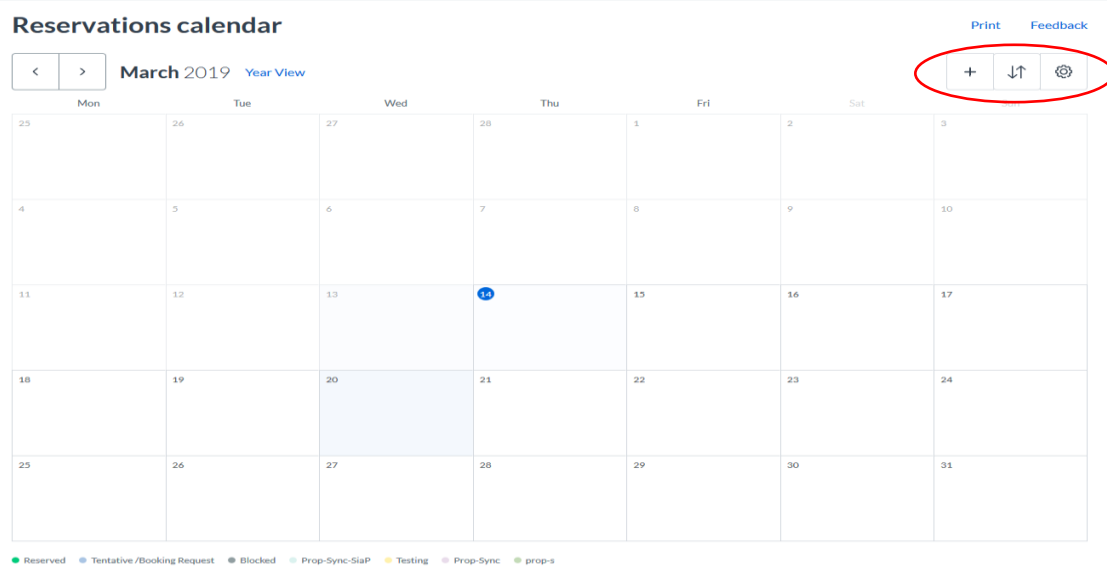 Reservations calendar Print Feedback
< > March 2019 Year View + ↓↑
Mon Tue Wed Thu Fri Sat Sun
25 26 27 28 1 2 3
4 5 6 7 8 9 10
11 12 13 14 15 16 17
18 19 20 21 22 23 24
25 26 27 28 29 30 31
Reserved Tentative /Booking Request Blocked Prop-Sync-SiaP Testing Prop-Sync prop-s